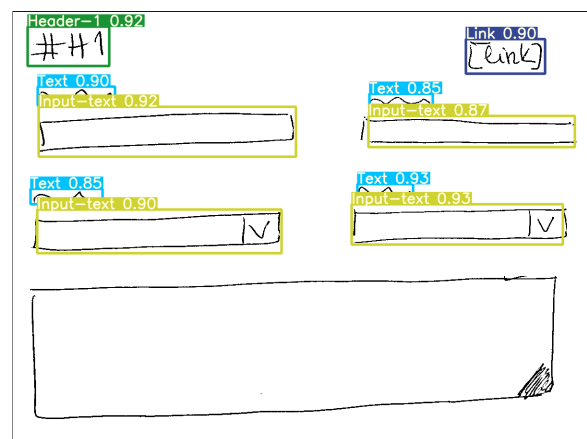 Header-1 0.92
##1
Link 0.90
[link]
Text 0.90
Input-text 0.92
Text 0.85
Input-text 0.87
Text 0.85
Input-text 0.90
V
Text 0.93
Input-text 0.93
V